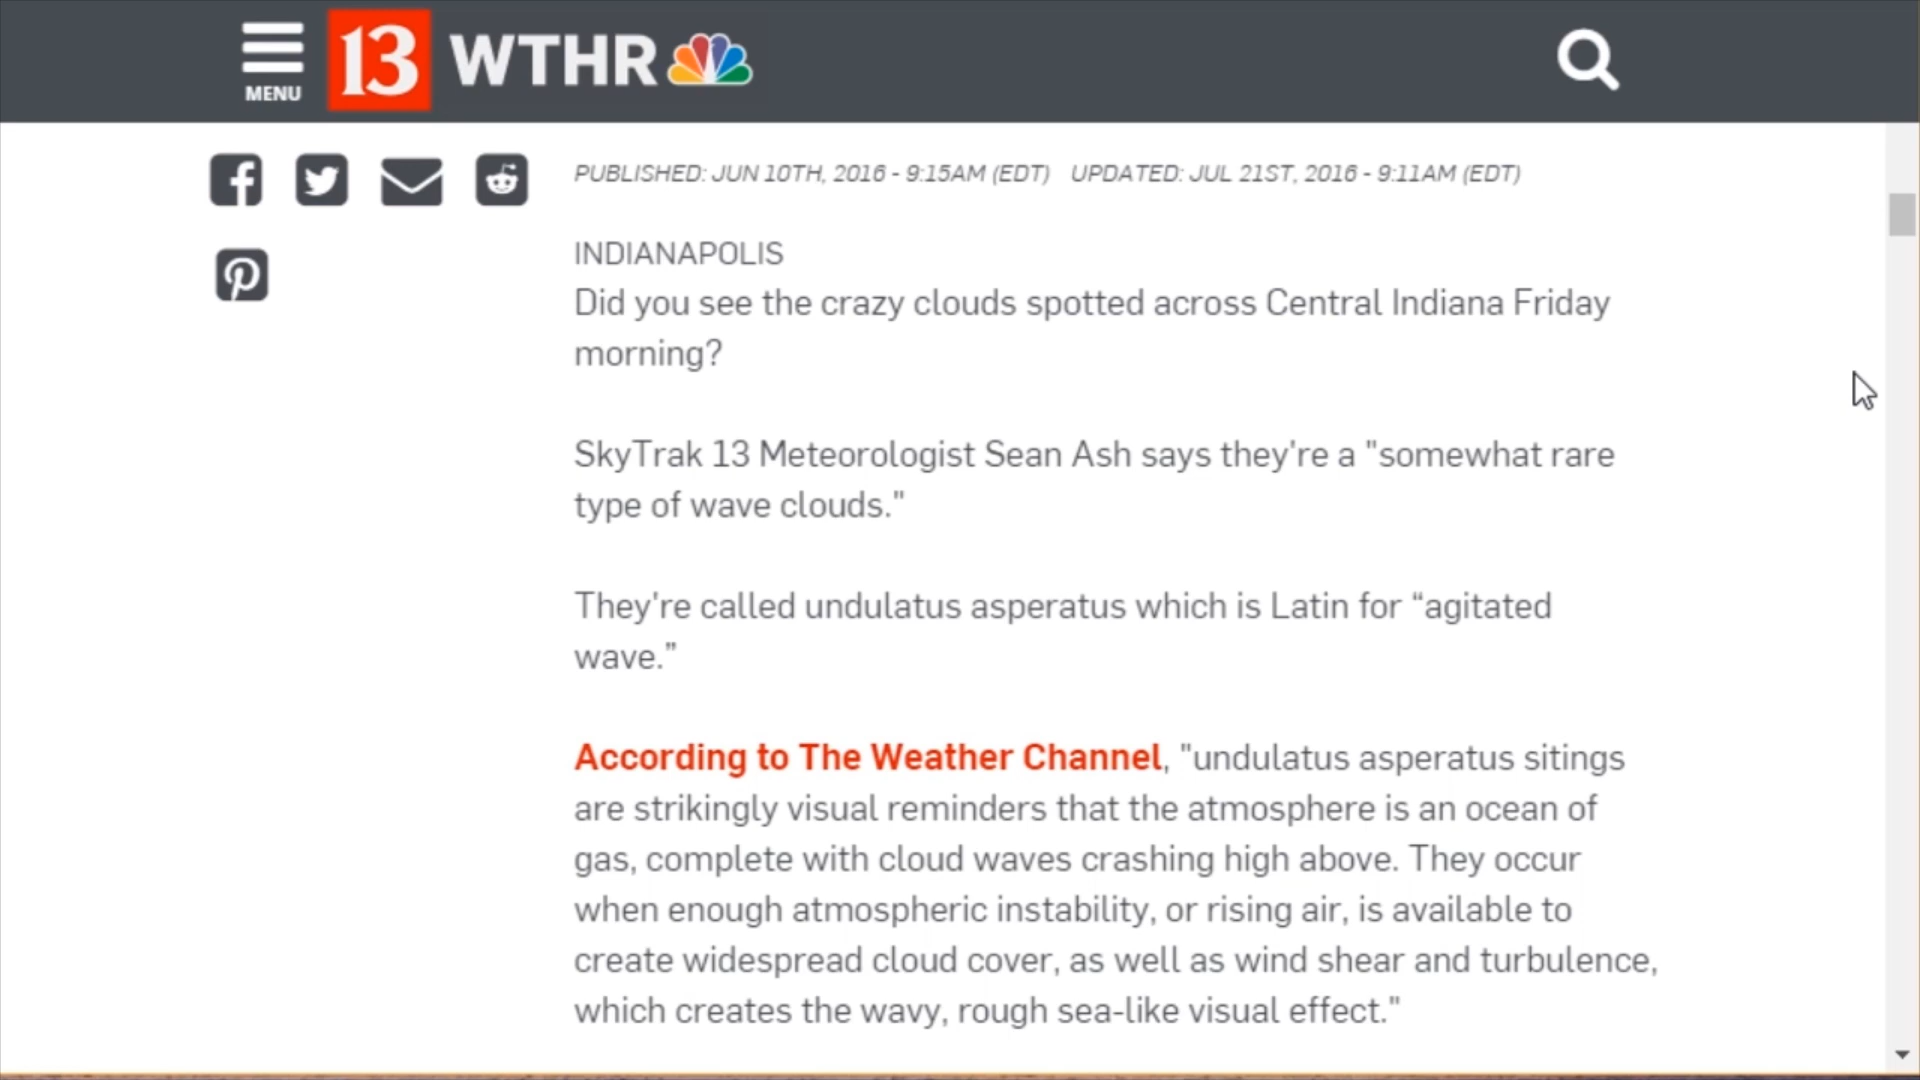 MENU
13 WTHR
PUBLISHED: JUN 10TH, 2016 - 9:15AM (EDT) UPDATED: JUL 21ST, 2016 - 9:11AM (EDT)
INDIANAPOLIS
Did you see the crazy clouds spotted across Central Indiana Friday
morning?
SkyTrak 13 Meteorologist Sean Ash says they're a "somewhat rare
type of wave clouds."
They're called undulatus asperatus which is Latin for “agitated
wave.”
According to The Weather Channel, "undulatus asperatus sitings
are strikingly visual reminders that the atmosphere is an ocean of
gas, complete with cloud waves crashing high above. They occur
when enough atmospheric instability, or rising air, is available to
create widespread cloud cover, as well as wind shear and turbulence,
which creates the wavy, rough sea-like visual effect."